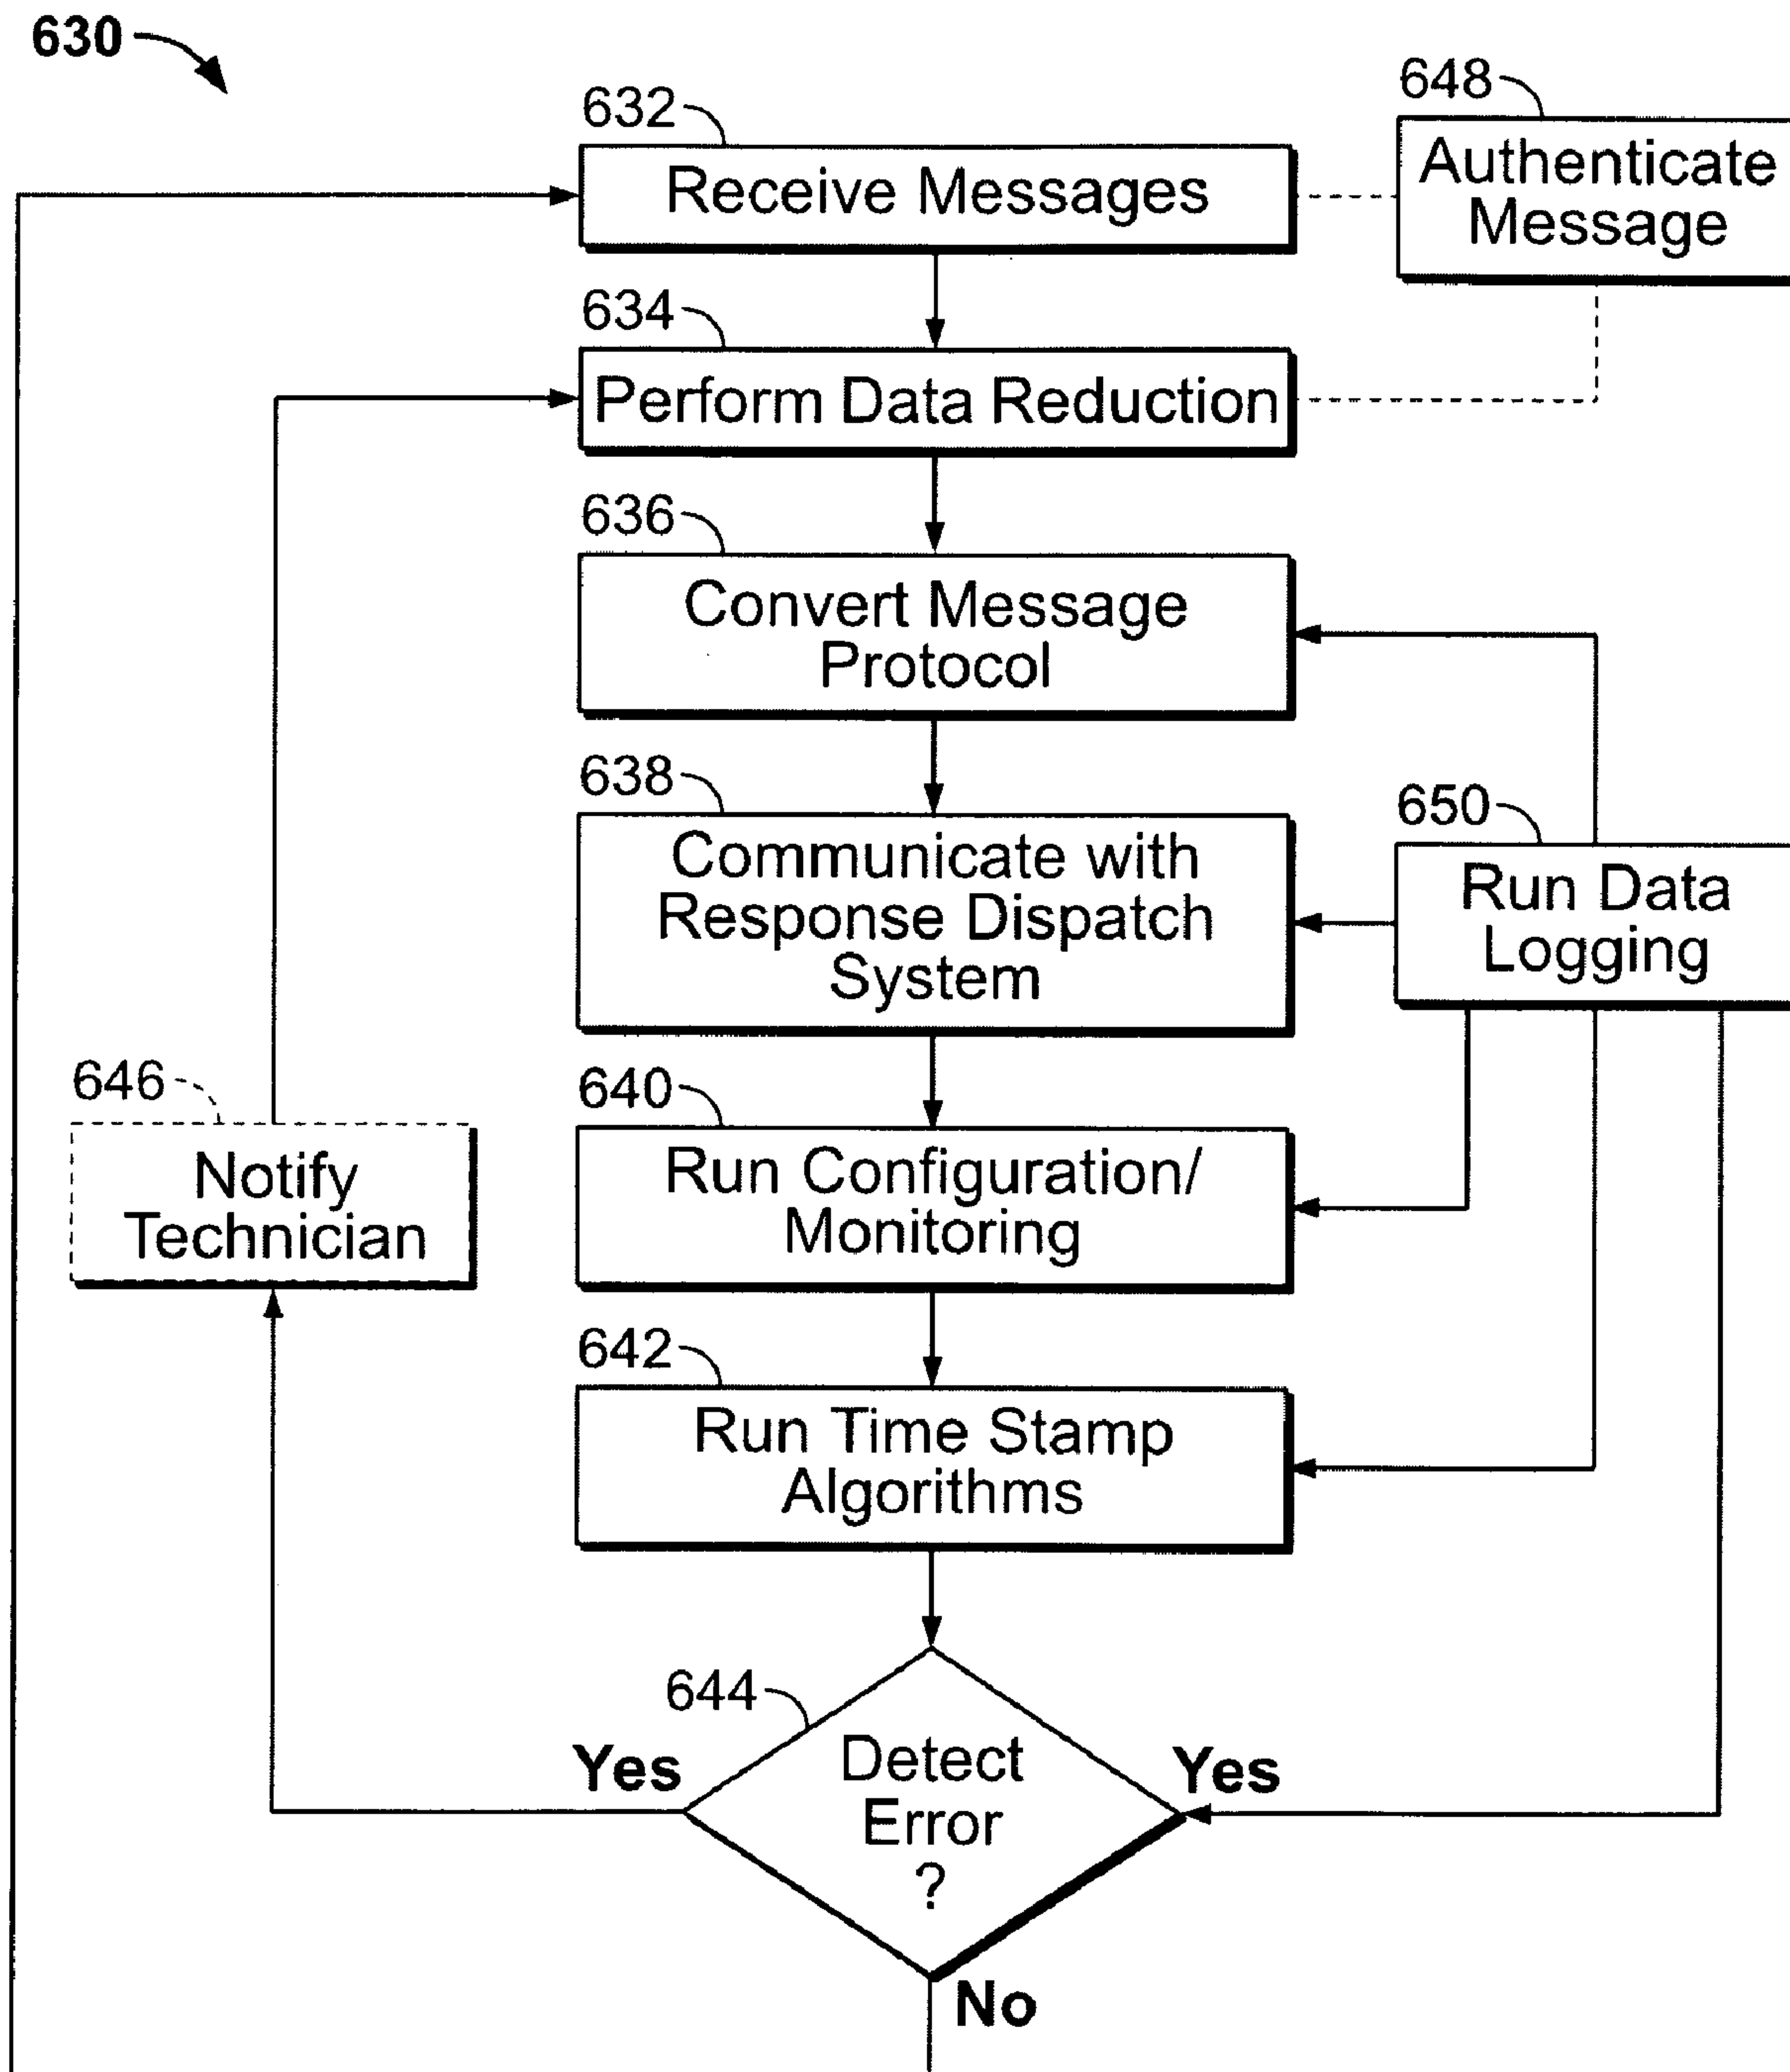 630
632
Receive Messages
648
Authenticate
Message
634
Perform Data Reduction
636
Convert Message
Protocol
638
Communicate with
Response Dispatch
System
650
Run Data
Logging
646
Notify
Technician
640
Run Configuration/
Monitoring
642
Run Time Stamp
Algorithms
644
Detect
Error
?
Yes
Yes
No